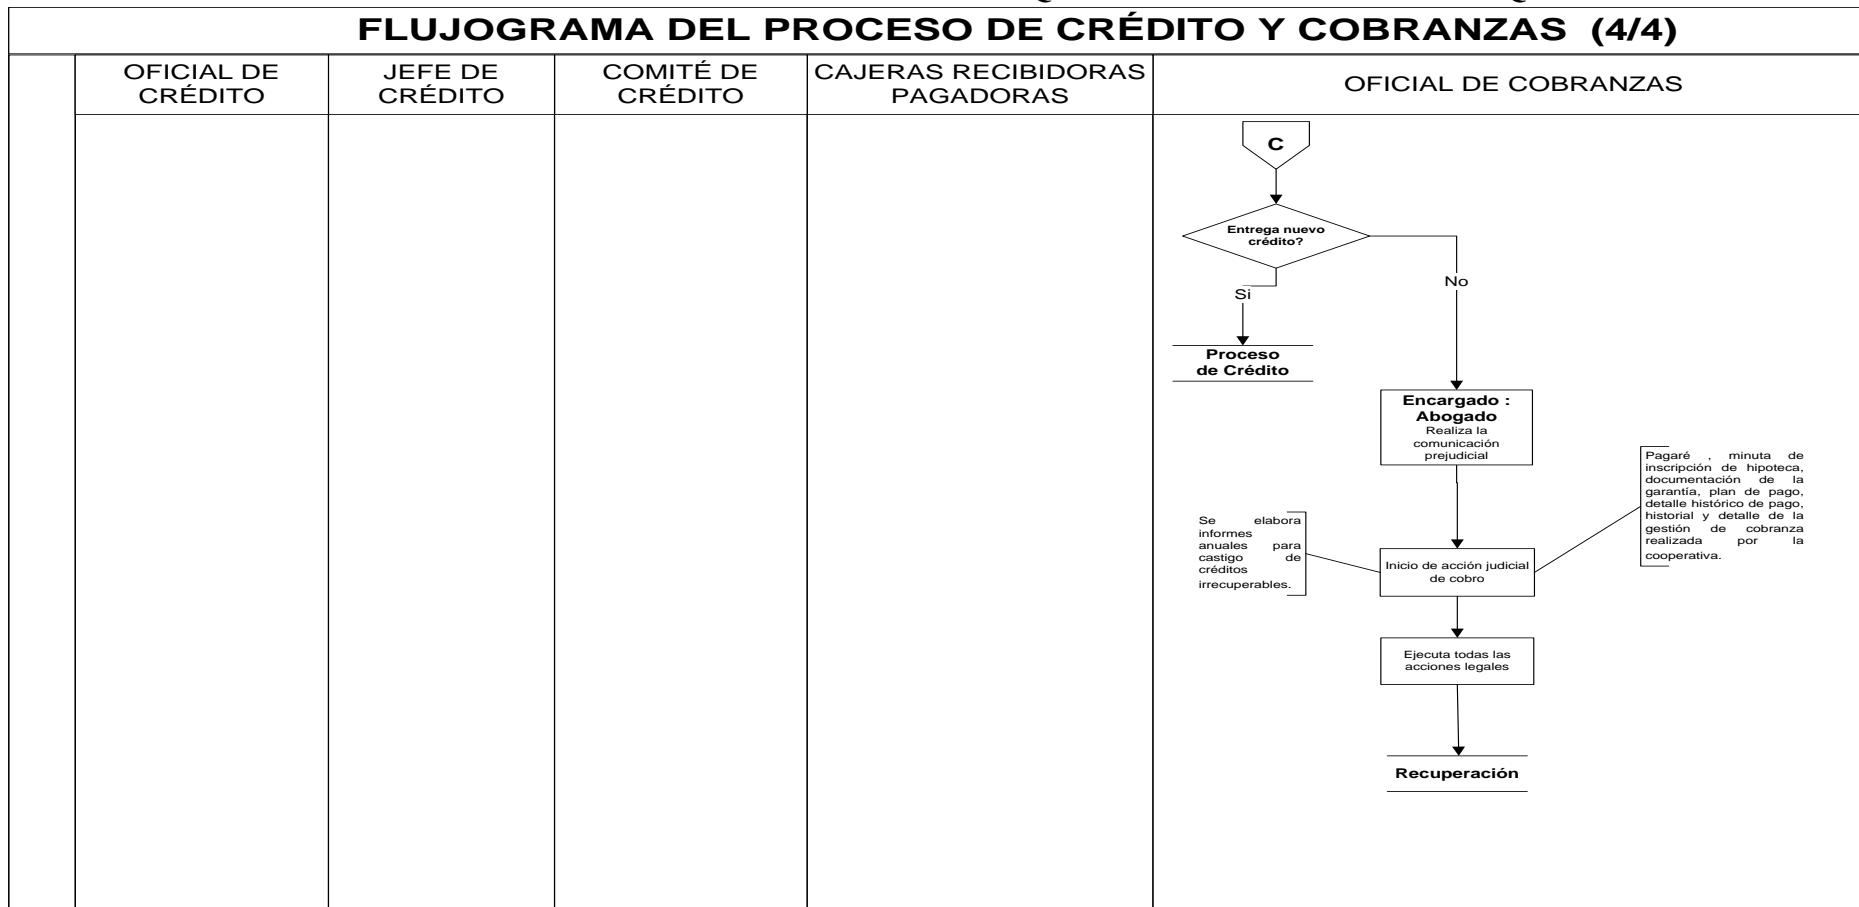 FLUJOGRAMA DEL PROCESO DE CRÉDITO Y COBRANZAS (4/4)
OFICIAL DE
CRÉDITO
JEFE DE
CRÉDITO
COMITÉ DE
CRÉDITO
CAJERAS RECIBIDORAS
PAGADORAS
OFICIAL DE COBRANZAS
C
Entrega nuevo
crédito?
No
Si
Proceso
de Crédito
Encargado :
Abogado
Realiza la
comunicación
prejudicial
Pagaré , minuta de
inscripción de hipoteca,
documentación de la
garantía, plan de pago,
detalle histórico de pago,
historial y detalle de la
gestión de cobranza
realizada por la
cooperativa.
Se elabora
informes
anuales para
castigo de
créditos
irrecuperables.
Inicio de acción judicial
de cobro
Ejecuta todas las
acciones legales
Recuperación